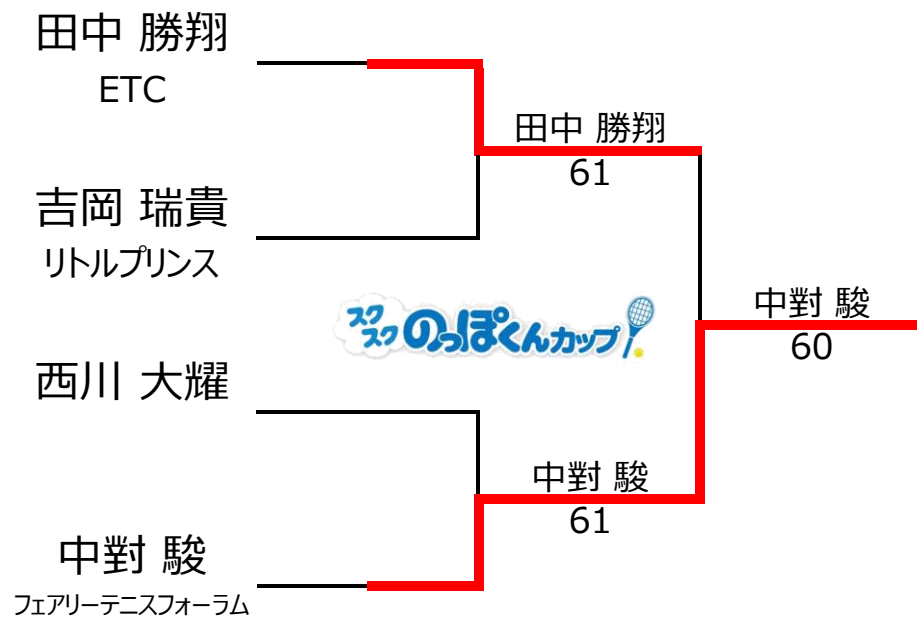 田中 勝翔
ETC
田中 勝翔
61
吉岡 瑞貴
リトルプリンス
中對 駿
60
スクスクのっぽくんカップ
西川 大耀
中對 駿
61
中對 駿
フェアリーテニスフォーラム